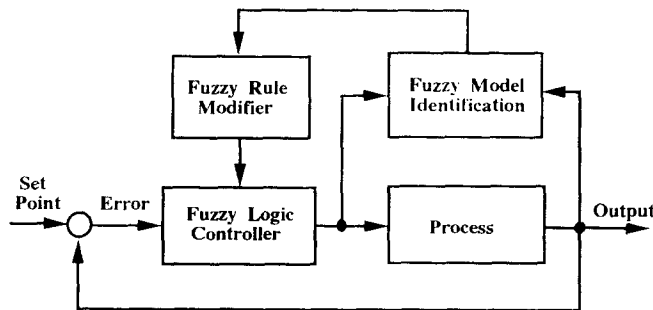 Fuzzy Rule
Modifier
Fuzzy Model
Identification
Set
Point
Error
Fuzzy Logic
Controller
Process
Output